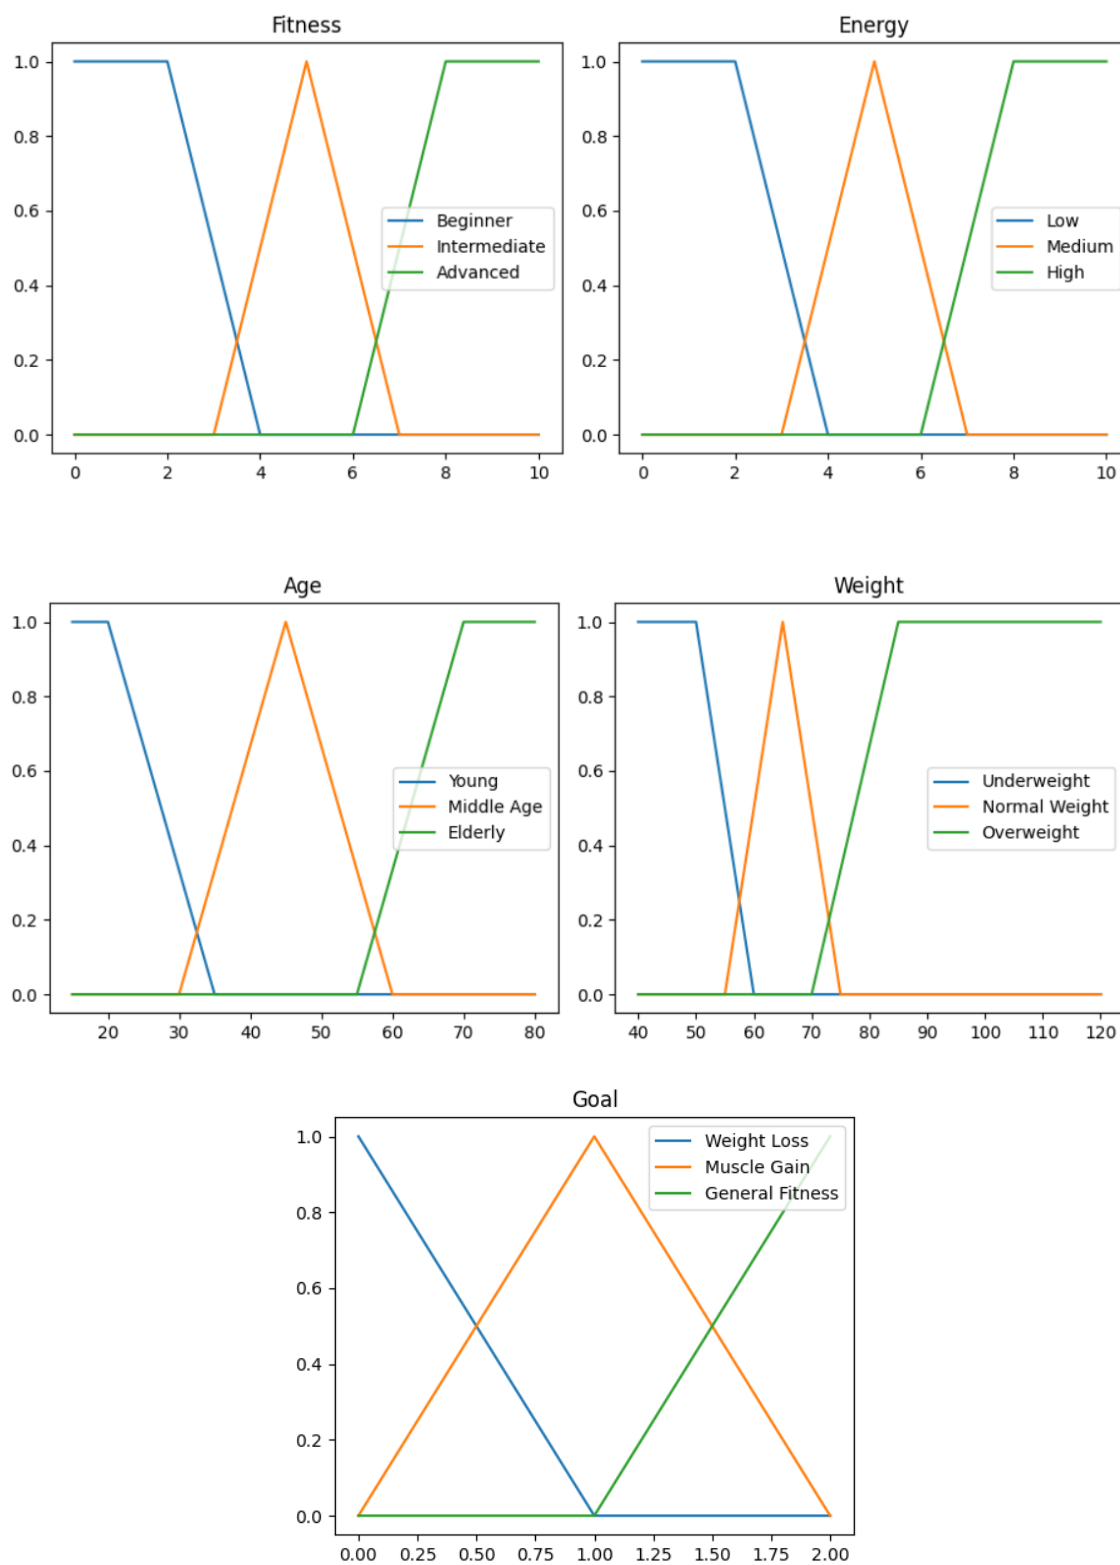 Fitness
1.0
0.8
0.6
0.4
0.2
0.0
Beginner
Intermediate
Advanced
0 2 4 6 8 10
Energy
1.0
0.8
0.6
0.4
0.2
0.0
Low
Medium
High
0 2 4 6 8 10
Age
1.0
0.8
0.6
0.4
0.2
0.0
Young
Middle Age
Elderly
20 30 40 50 60 70 80
Weight
1.0
0.8
0.6
0.4
0.2
0.0
Underweight
Normal Weight
Overweight
40 50 60 70 80 90 100 110 120
Goal
1.0
0.8
0.6
0.4
0.2
0.0
Weight Loss
Muscle Gain
General Fitness
0.00 0.25 0.50 0.75 1.00 1.25 1.50 1.75 2.00